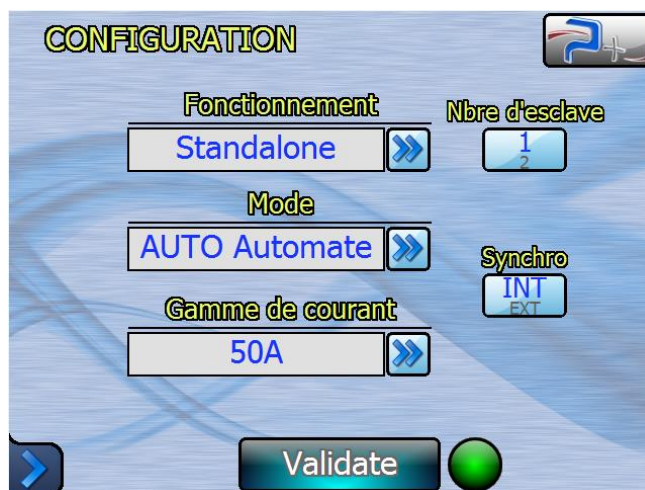 CONFIGURATION
Fonctionnement
Nbre d'esclave
Standalone
1
2
Mode
AUTO Automate
Synchro
INT
EXT
Gamme de courant
50A
Validate